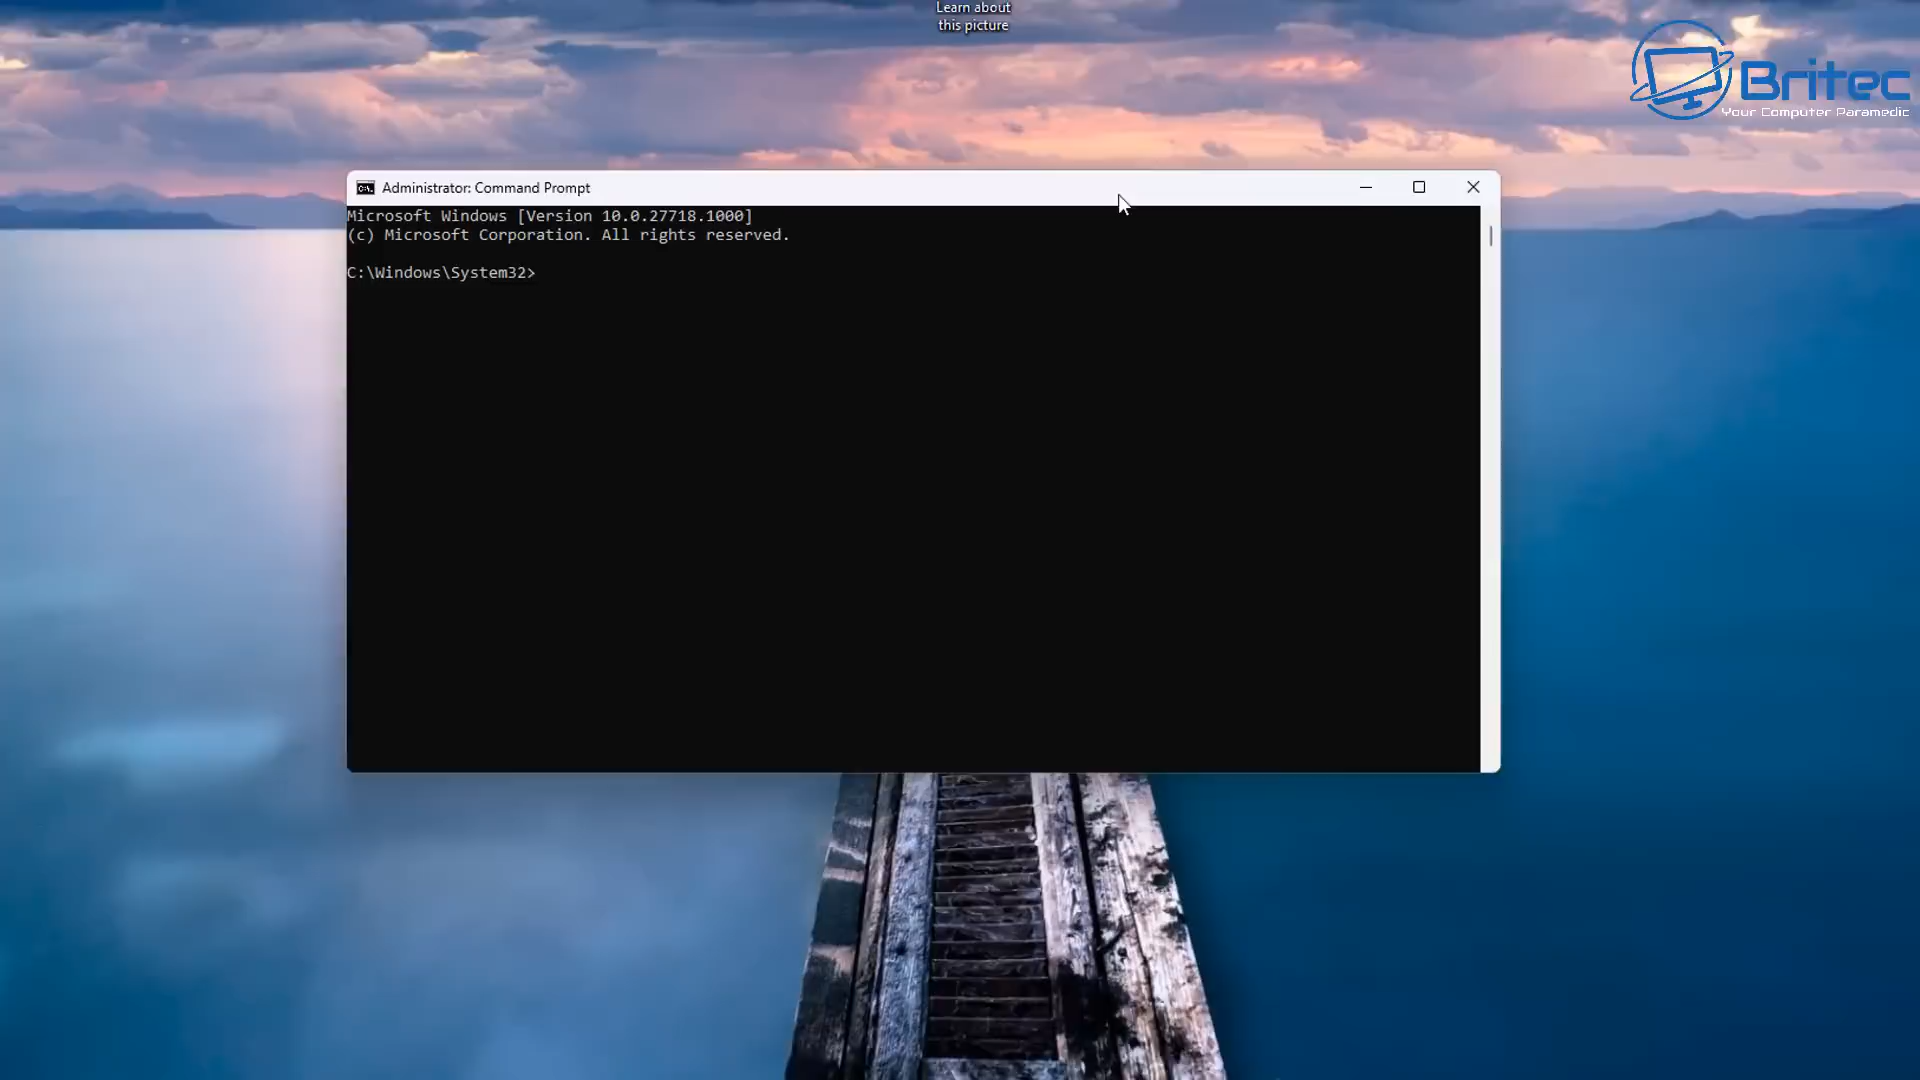 Learn about
this picture
Britec
Your Computer Paramedic
Administrator: Command Prompt
Microsoft Windows [Version 10.0.27718.1000]
(c) Microsoft Corporation. All rights reserved.
C:\Windows\System32>